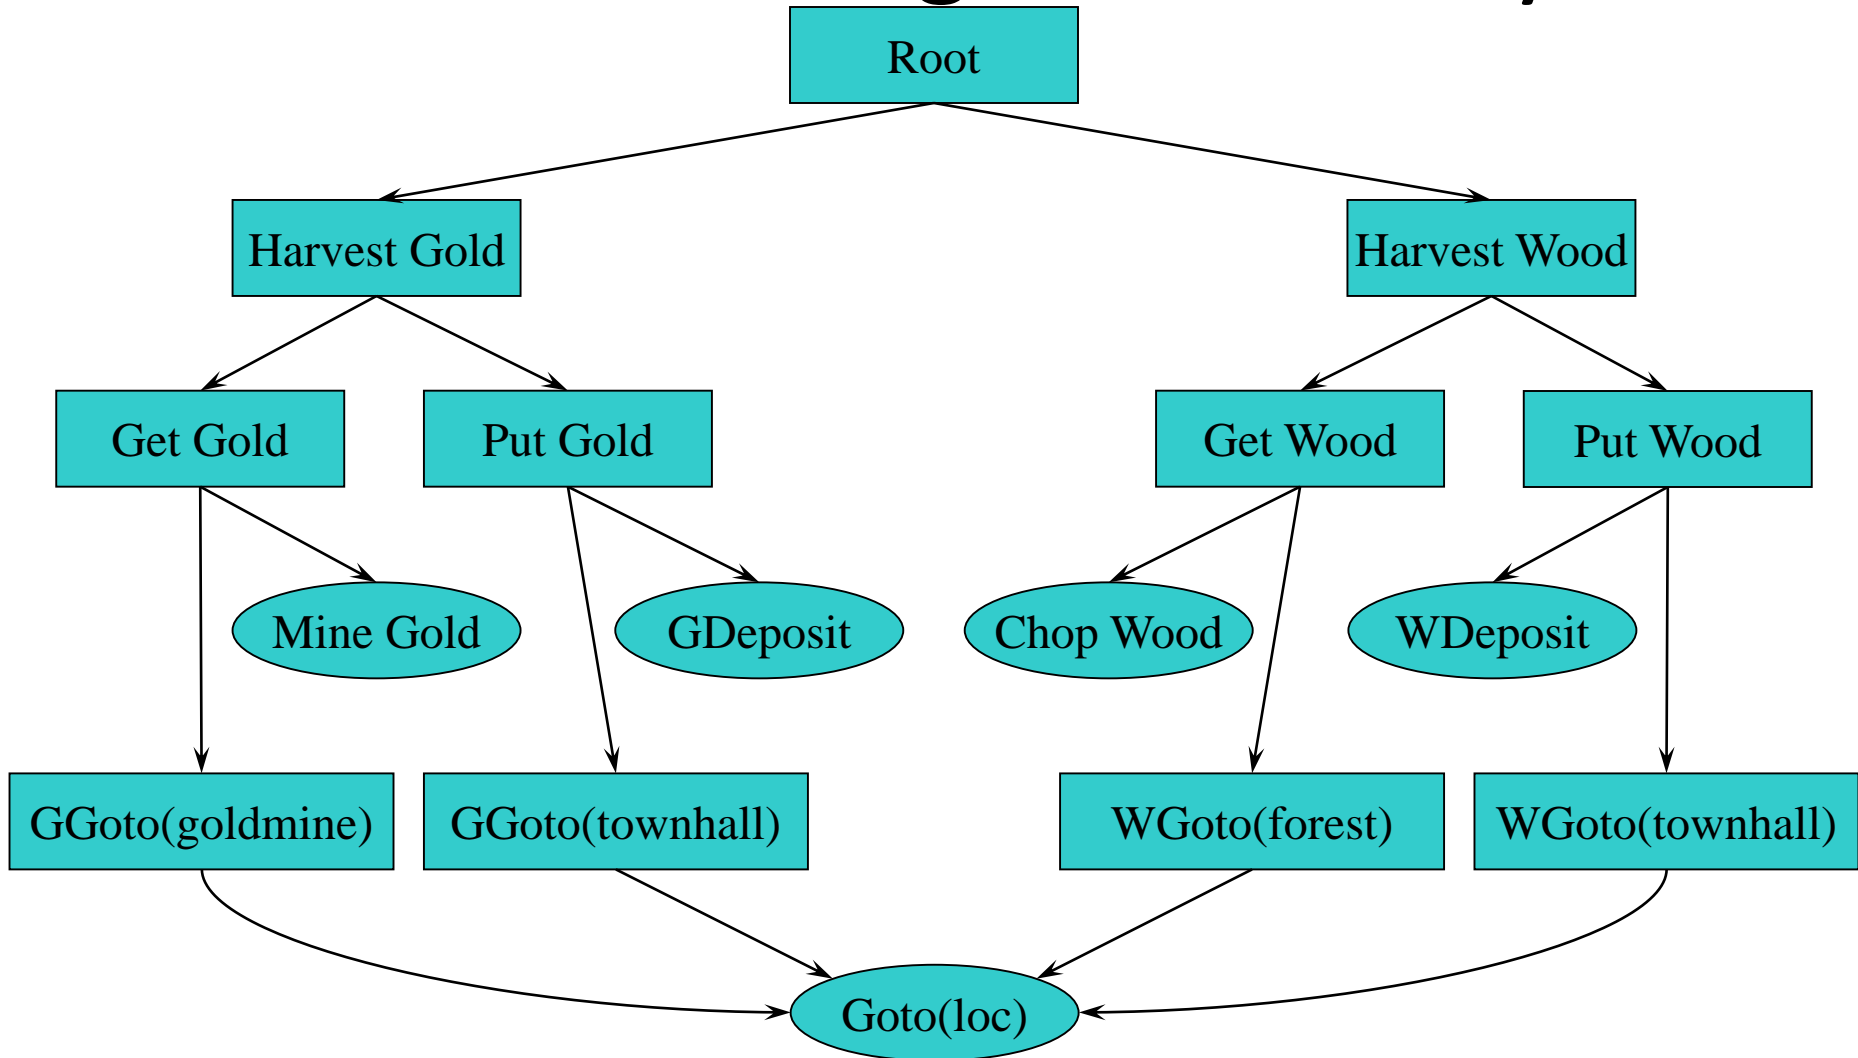 Root
Harvest Gold
Harvest Wood
Get Gold
Put Gold
Get Wood
Put Wood
Mine Gold
GDeposit
Chop Wood
WDeposit
GGoto(goldmine)
GGoto(townhall)
WGoto(forest)
WGoto(townhall)
Goto(loc)